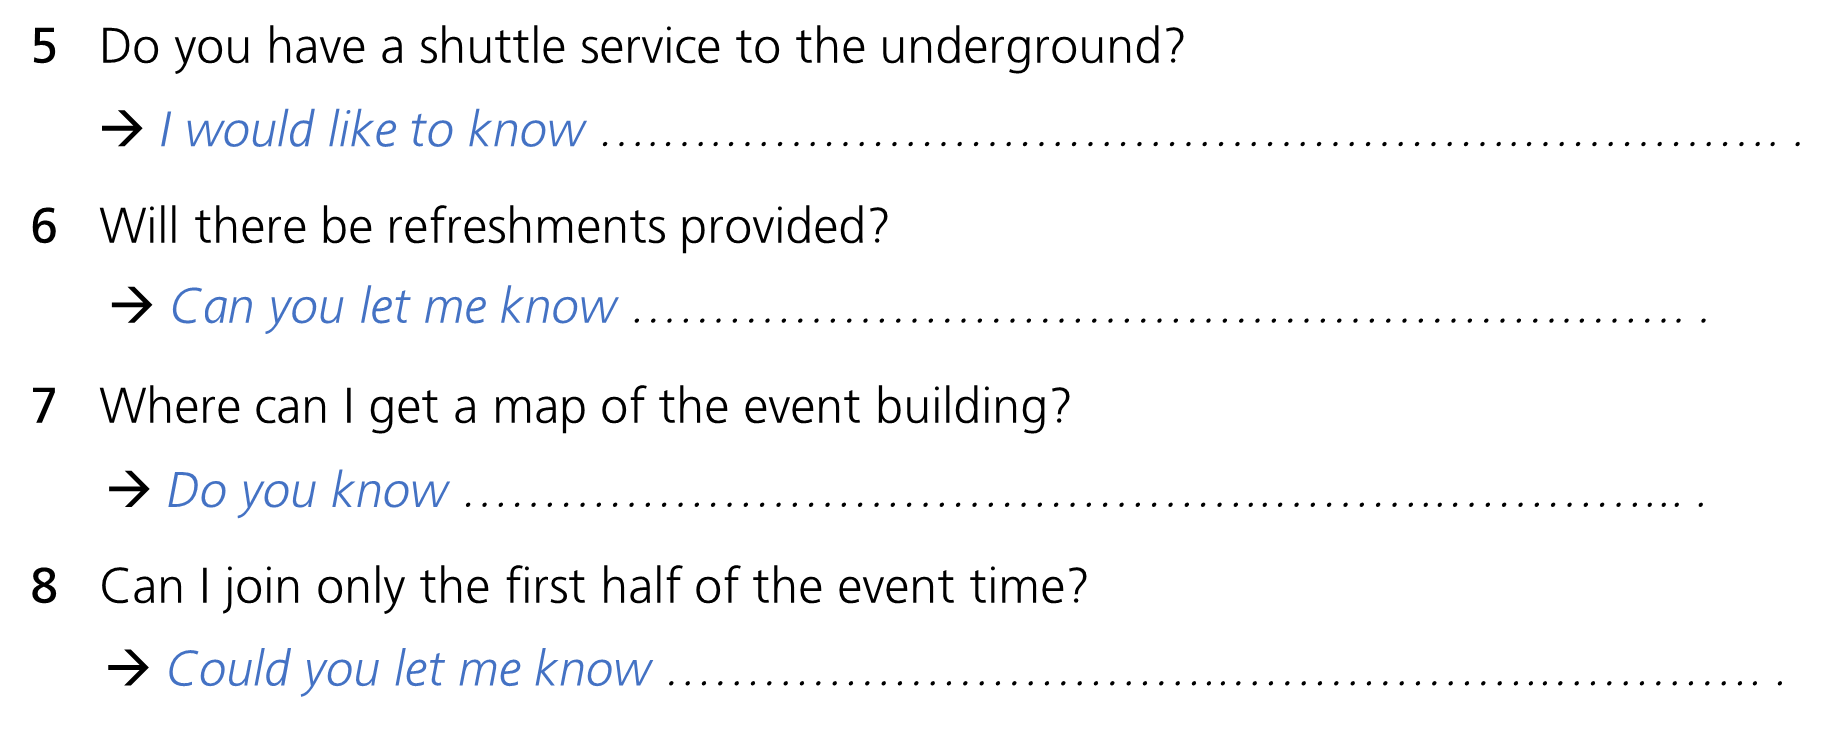 5 Do you have a shuttle service to the underground?
→ I would like to know ........................................................................... .
6 Will there be refreshments provided?
→ Can you let me know .................................................................... .
7 Where can I get a map of the event building?
→ Do you know ............................................................................. .
8 Can I join only the first half of the event time?
→ Could you let me know ...................................................................... .